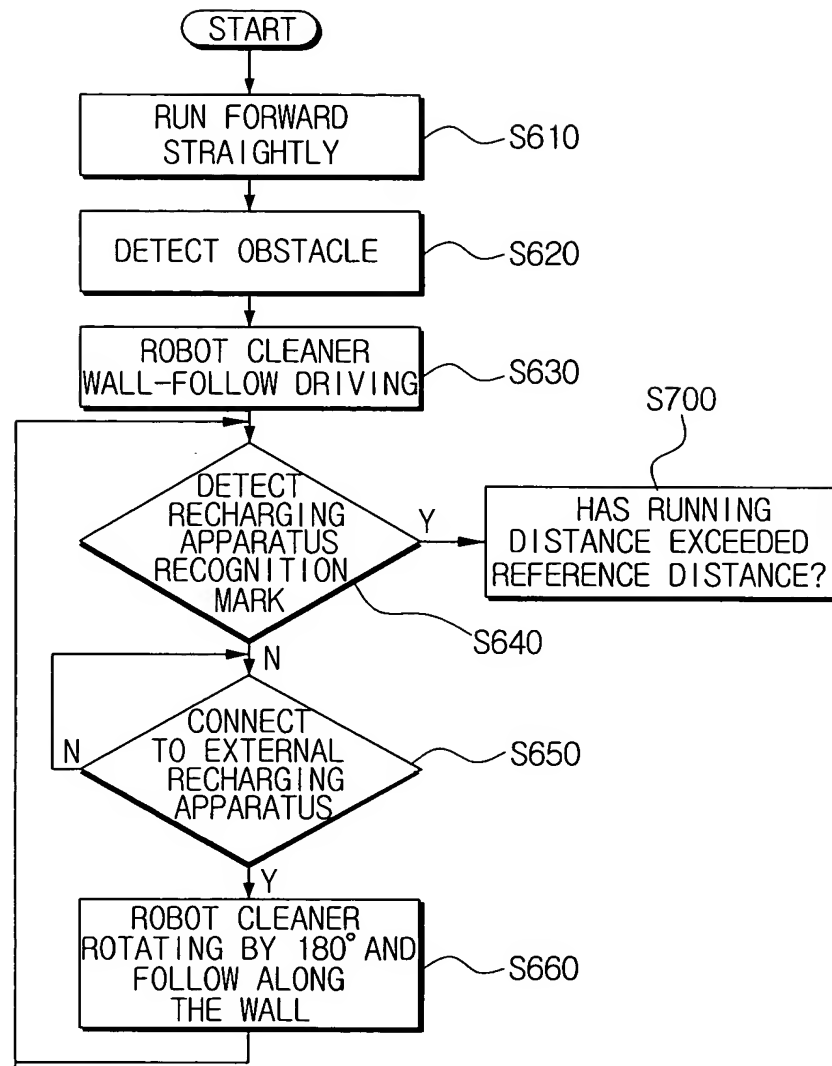 START
RUN FORWARD
STRAIGHTLY
S610
DETECT OBSTACLE
S620
ROBOT CLEANER
WALL-FOLLOW DRIVING
S630
DETECT
RECHARGING
APPARATUS
RECOGNITION
MARK
Y
S640
S700
HAS RUNNING
DISTANCE EXCEEDED
REFERENCE DISTANCE?
N
CONNECT
TO EXTERNAL
RECHARGING
APPARATUS
N
S650
Y
ROBOT CLEANER
ROTATING BY 180° AND
FOLLOW ALONG
THE WALL
S660